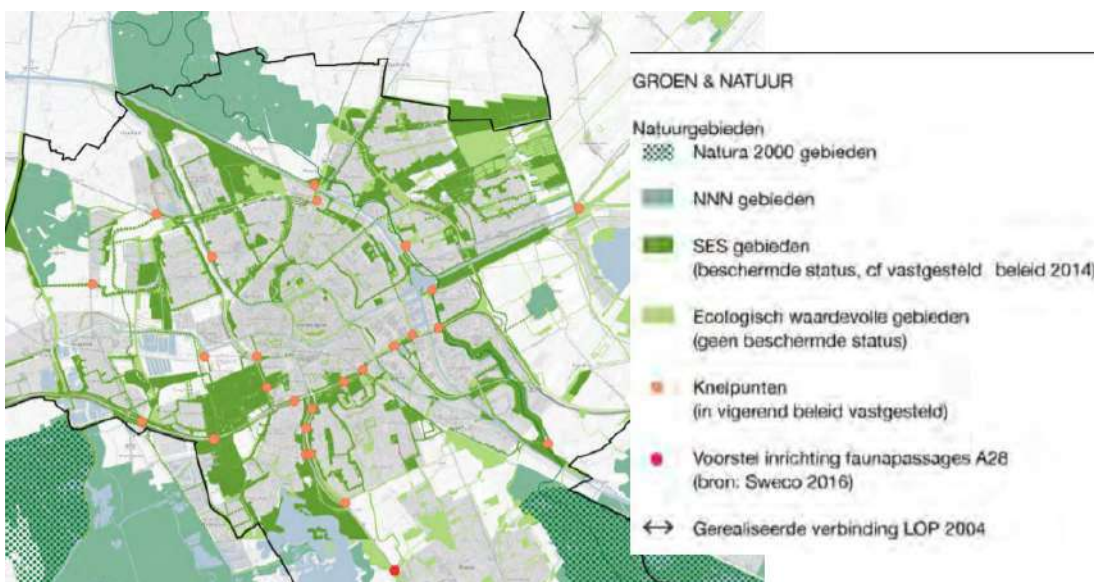 GROEN & NATUUR
Natuurgebieden
Natura 2000 gebieden
NNN gebieden
SES gebieden
(beschermde status, cf vastgesteld beleid 2014)
Ecologisch waardevolle gebieden
(geen beschermde status)
Knelpunten
(in vigerend beleid vastgesteld)
Voorstel inrichting faunapassages A28
(bron: Sweco 2016)
Gerealiseerde verbinding LOP 2004